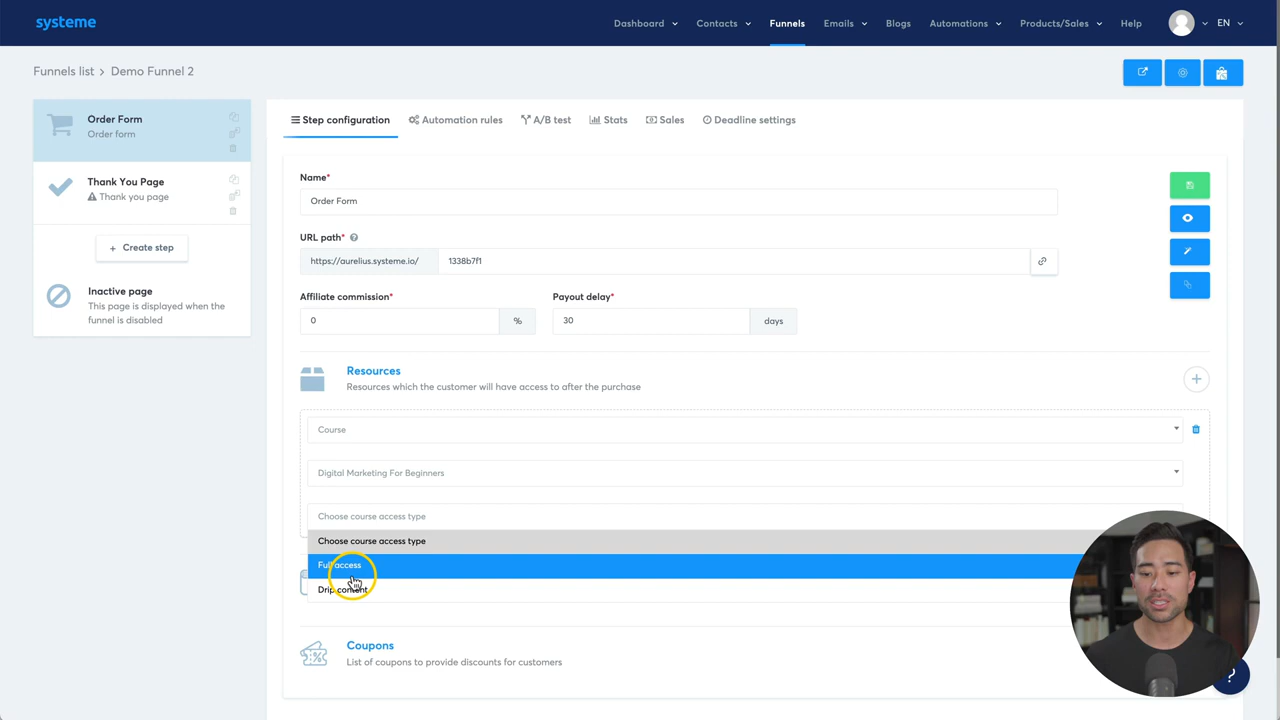 systeme
Dashboard
Contacts
Funnels
Emails
Blogs
Automations
Products/Sales
Help
EN
Funnels list > Demo Funnel 2
Order Form
Order form
Thank You Page
Thank you page
+ Create step
Inactive page
This page is displayed when the
funnel is disabled
Step configuration
Automation rules
A/B test
Stats
Sales
Deadline settings
Name*
Order Form
URL path* ?
https://aurelius.systeme.io/ 1338b7f1
Affiliate commission*
Payout delay*
0 %
30 days
Resources
Resources which the customer will have access to after the purchase
Course
Digital Marketing For Beginners
Choose course access type
Choose course access type
Full access
Drip content
Coupons
List of coupons to provide discounts for customers
?